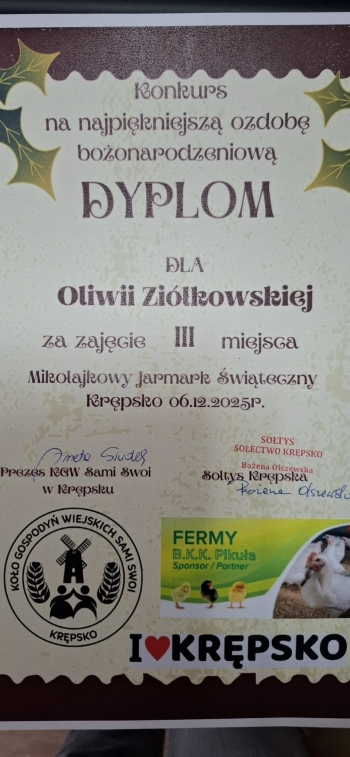 Konkurs
na najpiękniejszą ozdobę
bożonarodzeniową
DYPLOM
DLA
Oliwii Ziółkowskiej
za zajęcie III miejsca
Mikołajkowy Jarmark Świąteczny
Krępsko 06.12.2025r.
SOŁTYS
SOŁECTWO KRĘPSKO
Bożena Olszewska
Prezes KGW Sami Swoi
w Krępsku
Sołtys Krępska
Bożena Olszewska
KOŁO GOSPODYŃ WIEJSKICH SAMI SWOI
KRĘPSKO
FERMY
B.K.K. Pikuła
Sponsor / Partner
I♥KRĘPSKO